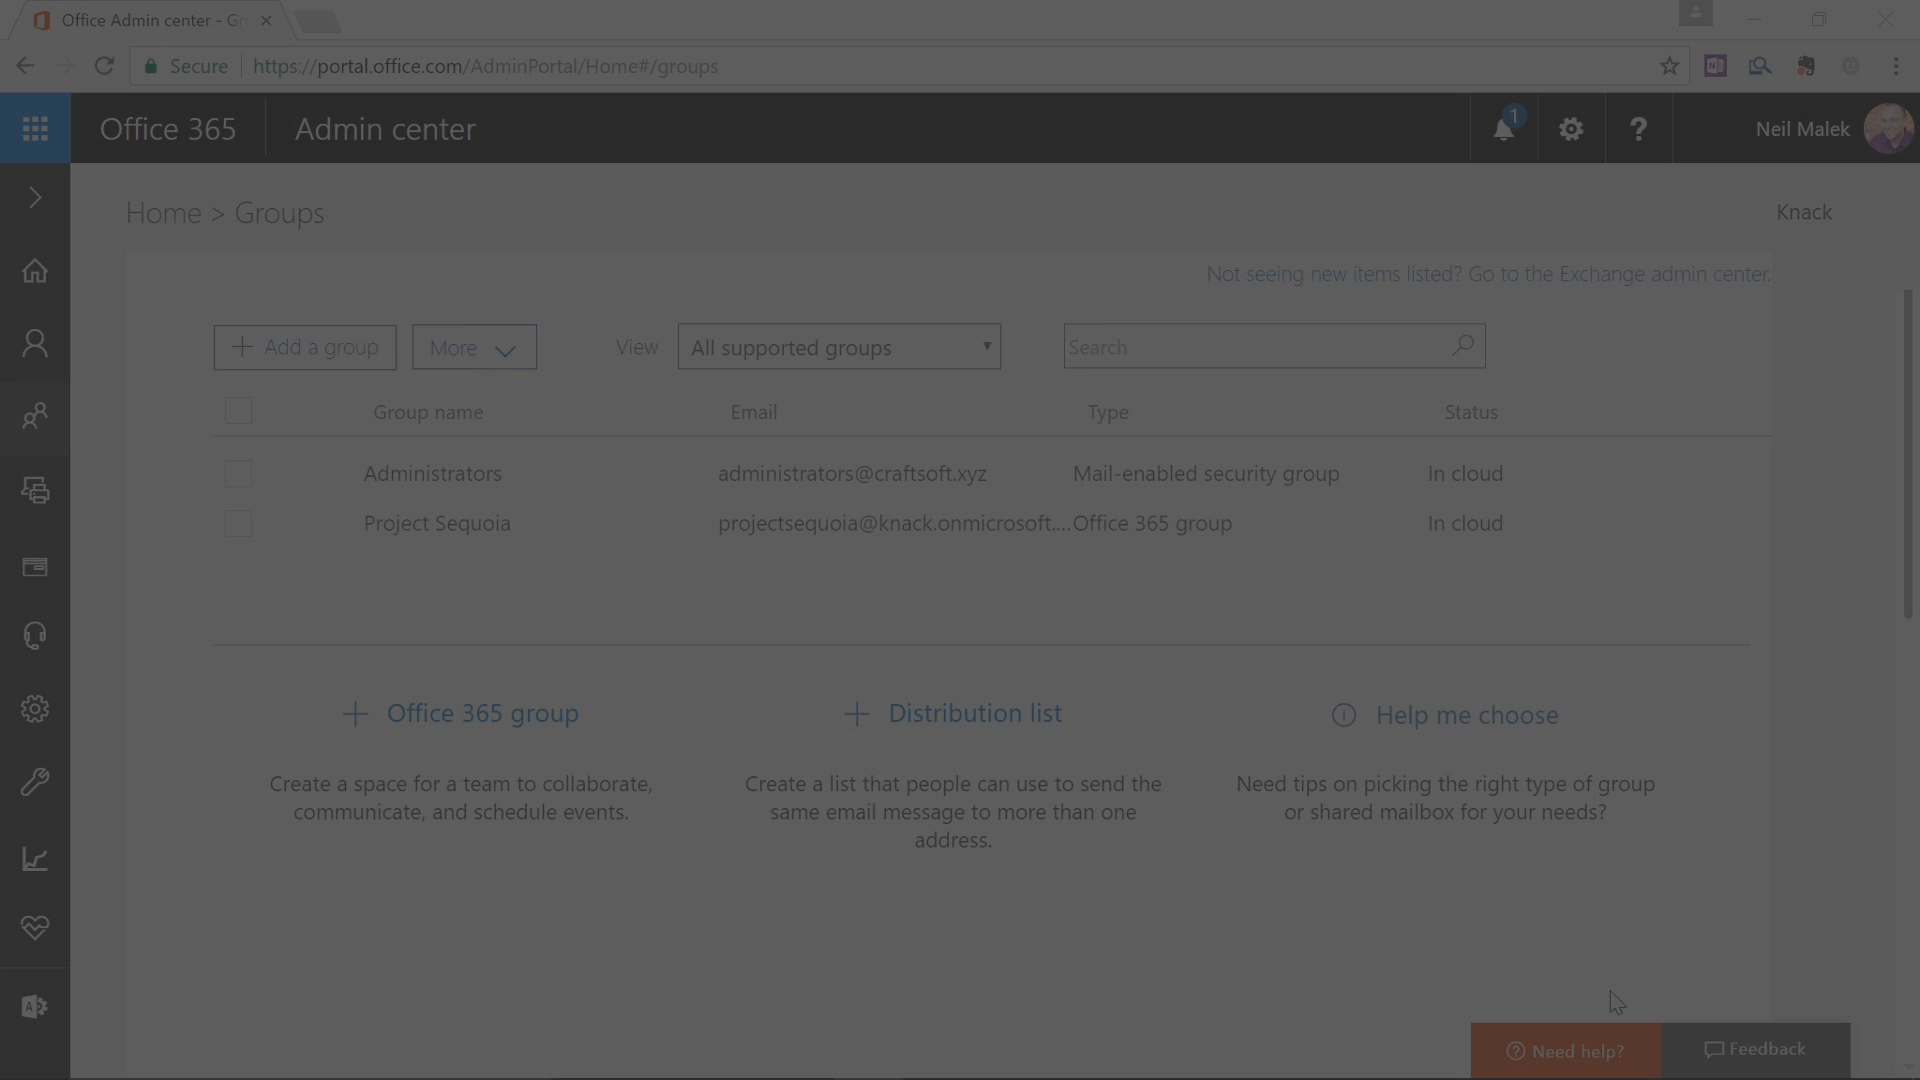 Office Admin center - Gr
Secure
https://portal.office.com/AdminPortal/Home#/groups
Office 365
Admin center
1
?
Neil Malek
Home > Groups
Knack
Not seeing new items listed? Go to the Exchange admin center.
+ Add a group
More
View
All supported groups
Search
Group name
Email
Type
Status
Administrators
administrators@craftsoft.xyz
Mail-enabled security group
In cloud
Project Sequoia
projectsequoia@knack.onmicrosoft....
Office 365 group
In cloud
+ Office 365 group
Create a space for a team to collaborate,
communicate, and schedule events.
+ Distribution list
Create a list that people can use to send the
same email message to more than one
address.
Help me choose
Need tips on picking the right type of group
or shared mailbox for your needs?
Need help?
Feedback